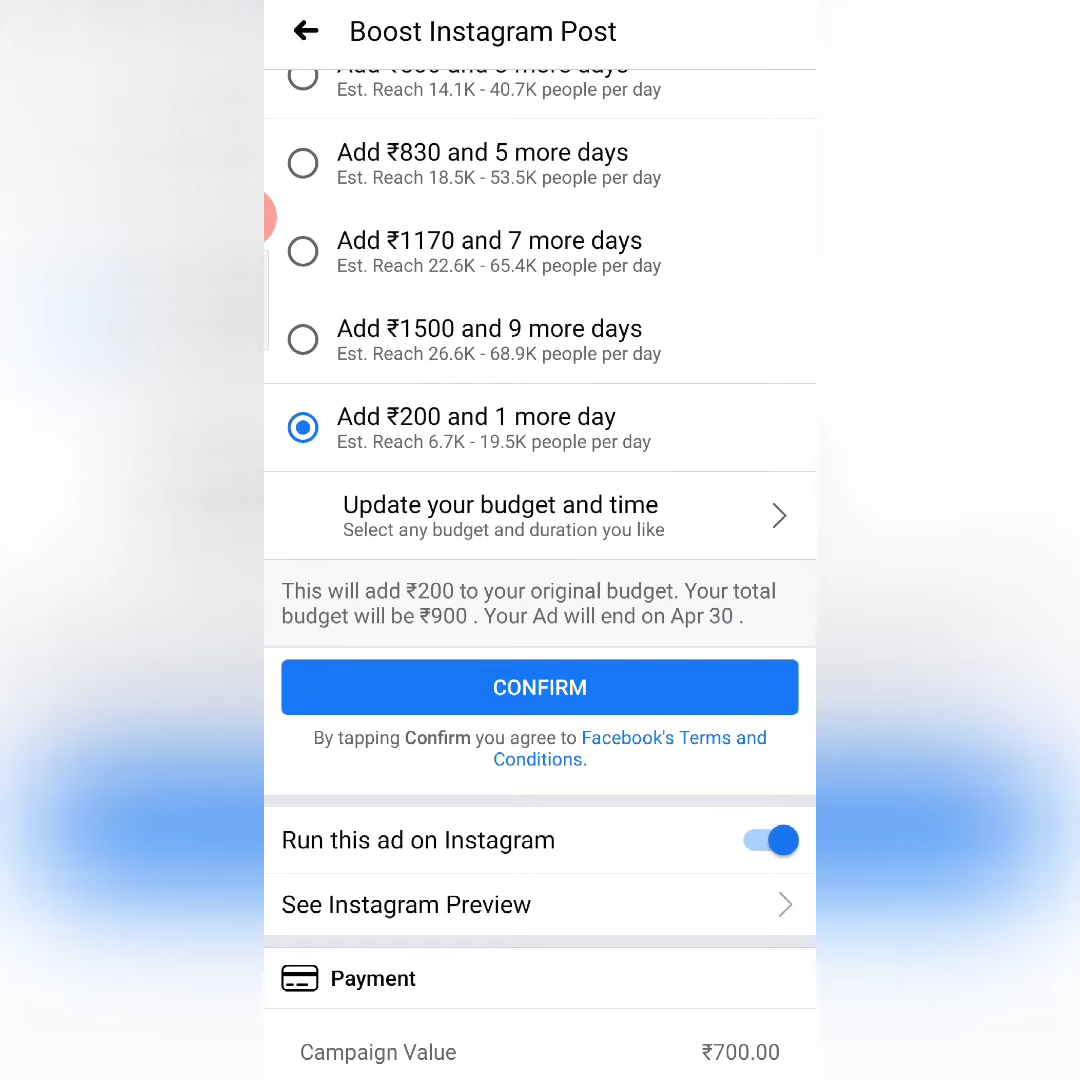 Boost Instagram Post
Est. Reach 14.1K - 40.7K people per day
Add ₹830 and 5 more days
Est. Reach 18.5K - 53.5K people per day
Add ₹1170 and 7 more days
Est. Reach 22.6K - 65.4K people per day
Add ₹1500 and 9 more days
Est. Reach 26.6K - 68.9K people per day
Add ₹200 and 1 more day
Est. Reach 6.7K - 19.5K people per day
Update your budget and time
Select any budget and duration you like
This will add ₹200 to your original budget. Your total
budget will be ₹900 . Your Ad will end on Apr 30 .
CONFIRM
By tapping Confirm you agree to Facebook's Terms and
Conditions.
Run this ad on Instagram
See Instagram Preview
Payment
Campaign Value ₹700.00